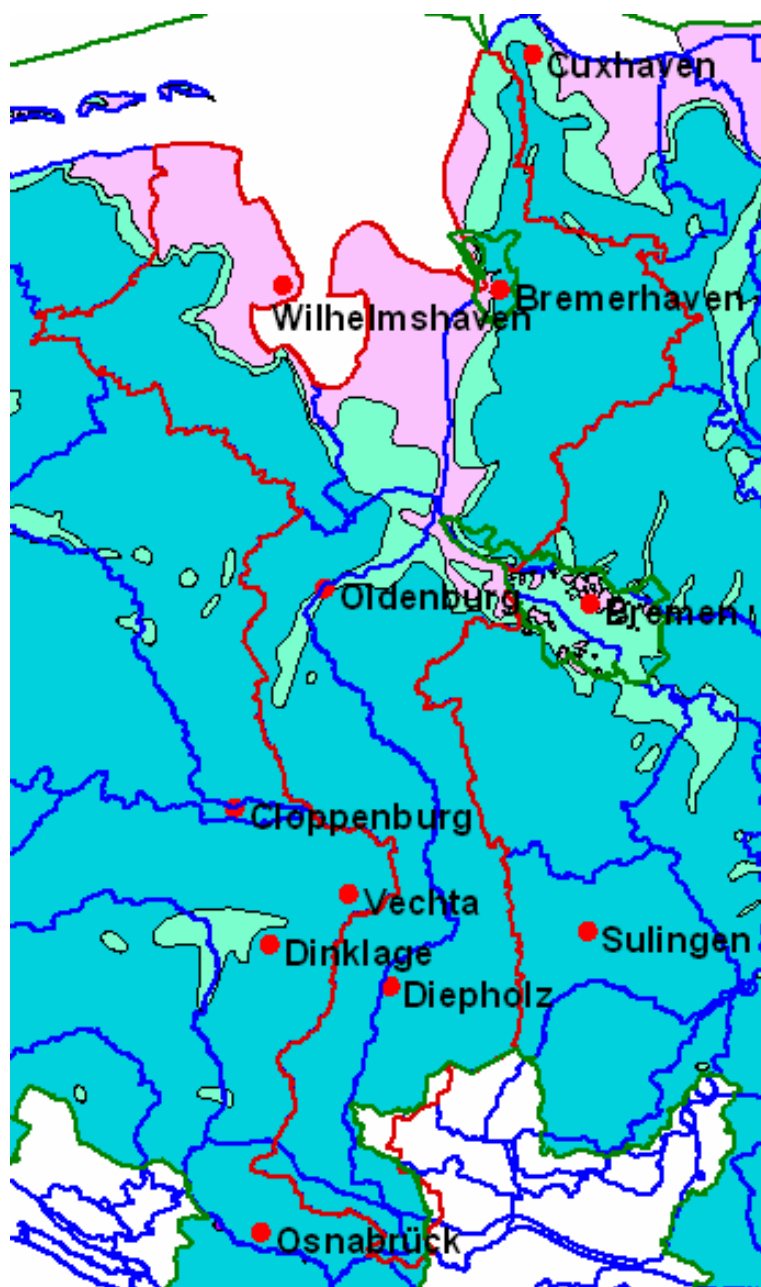 Cuxhaven
Bremerhaven
Wilhelmshaven
Oldenburg
Bremen
Cloppenburg
Vechta
Sulingen
Dinklage
Diepholz
Osnabrück